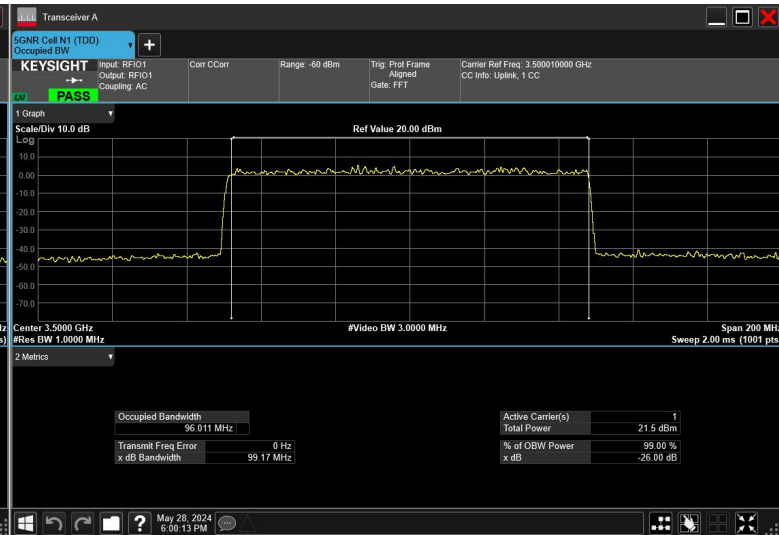 Transceiver A
5GNR Cell N1 (TDD)
Occupied BW
KEYSIGHT
LXI
PASS
Input: RFIO1
Output: RFIO1
Coupling: AC
Corr CCorr
Range: -60 dBm
Trig: Prot Frame
Aligned
Gate: FFT
Carrier Ref Freq: 3.500010000 GHz
CC Info: Uplink, 1 CC
1 Graph
Scale/Div 10.0 dB
Ref Value 20.00 dBm
Log
10.0
0.00
-10.0
-20.0
-30.0
-40.0
-50.0
-60.0
-70.0
Center 3.5000 GHz
#Video BW 3.0000 MHz
Span 200 MHz
#Res BW 1.0000 MHz
Sweep 2.00 ms (1001 pts
2 Metrics
Occupied Bandwidth
96.011 MHz
Transmit Freq Error 0 Hz
x dB Bandwidth 99.17 MHz
Active Carrier(s) 1
Total Power 21.5 dBm
% of OBW Power 99.00 %
x dB -26.00 dB
May 28, 2024
6:00:13 PM